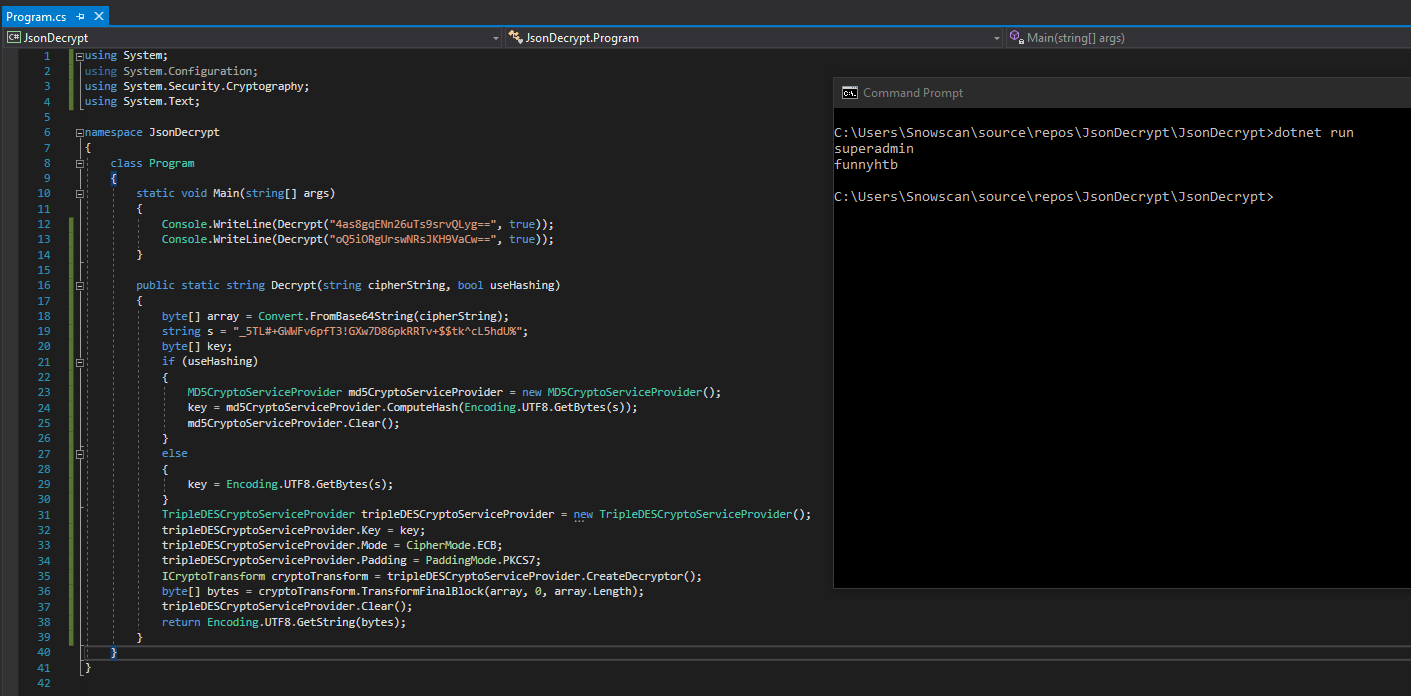 Program.cs
C# JsonDecrypt
JsonDecrypt.Program
Main(string[] args)
1 using System;
2 using System.Configuration;
3 using System.Security.Cryptography;
4 using System.Text;
5
6 namespace JsonDecrypt
7 {
8 class Program
9 {
10 static void Main(string[] args)
11 {
12 Console.WriteLine(Decrypt("4as8gqENn26uTs9srvQLyg==", true));
13 Console.WriteLine(Decrypt("oQ5iORgUrswNRsJKH9VaCw==", true));
14 }
15
16 public static string Decrypt(string cipherString, bool useHashing)
17 {
18 byte[] array = Convert.FromBase64String(cipherString);
19 string s = "_5TL#+GWWFv6pfT3!GXw7D86pkRRTv+$$tk^cL5hdU%";
20 byte[] key;
21 if (useHashing)
22 {
23 MD5CryptoServiceProvider md5CryptoServiceProvider = new MD5CryptoServiceProvider();
24 key = md5CryptoServiceProvider.ComputeHash(Encoding.UTF8.GetBytes(s));
25 md5CryptoServiceProvider.Clear();
26 }
27 else
28 {
29 key = Encoding.UTF8.GetBytes(s);
30 }
31 TripleDESCryptoServiceProvider tripleDESCryptoServiceProvider = new TripleDESCryptoServiceProvider();
32 tripleDESCryptoServiceProvider.Key = key;
33 tripleDESCryptoServiceProvider.Mode = CipherMode.ECB;
34 tripleDESCryptoServiceProvider.Padding = PaddingMode.PKCS7;
35 ICryptoTransform cryptoTransform = tripleDESCryptoServiceProvider.CreateDecryptor();
36 byte[] bytes = cryptoTransform.TransformFinalBlock(array, 0, array.Length);
37 tripleDESCryptoServiceProvider.Clear();
38 return Encoding.UTF8.GetString(bytes);
39 }
40 }
41 }
42
C:\. Command Prompt
C:\Users\Snowscan\source\repos\JsonDecrypt\JsonDecrypt>dotnet run
superadmin
funnyhtb
C:\Users\Snowscan\source\repos\JsonDecrypt\JsonDecrypt>